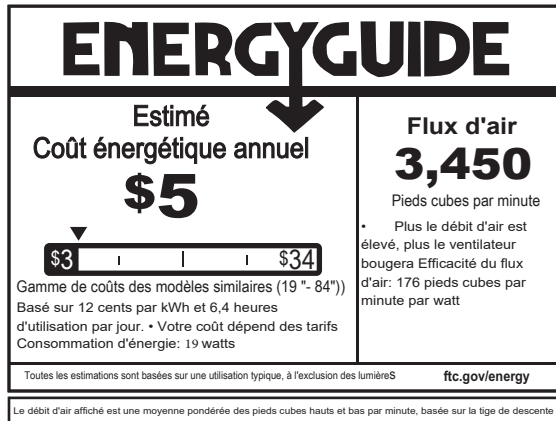 ENERGYGUIDE
Estimé
Coût énergétique annuel
$5
$3 $34
Gamme de coûts des modèles similaires (19 "- 84"))
Basé sur 12 cents par kWh et 6,4 heures
d'utilisation par jour. • Votre coût dépend des tarifs
Consommation d'énergie: 19 watts
Flux d'air
3,450
Pieds cubes par minute
• Plus le débit d'air est
élevé, plus le ventilateur
bougera Efficacité du flux
d'air: 176 pieds cubes par
minute par watt
Toutes les estimations sont basées sur une utilisation typique, à l'exclusion des lumièreS
ftc.gov/energy
Le débit d'air affiché est une moyenne pondérée des pieds cubes hauts et bas par minute, basée sur la tige de descente